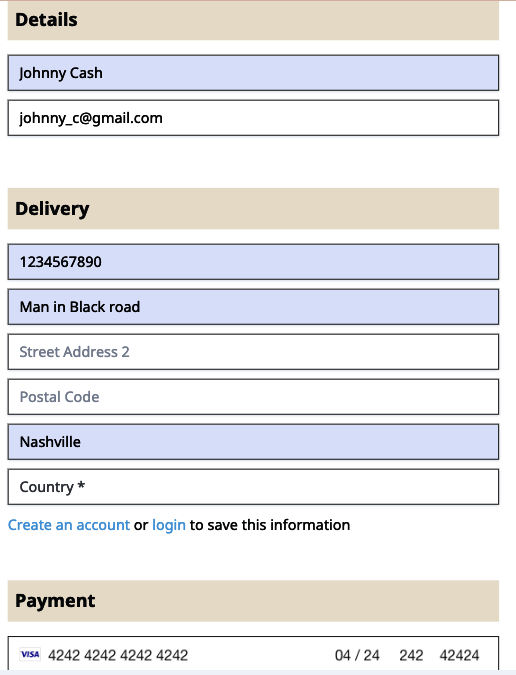 Details
Johnny Cash
johnny_c@gmail.com
Delivery
1234567890
Man in Black road
Street Address 2
Postal Code
Nashville
Country *
Create an account or login to save this information
Payment
VISA 4242 4242 4242 4242 04 / 24 242 42424